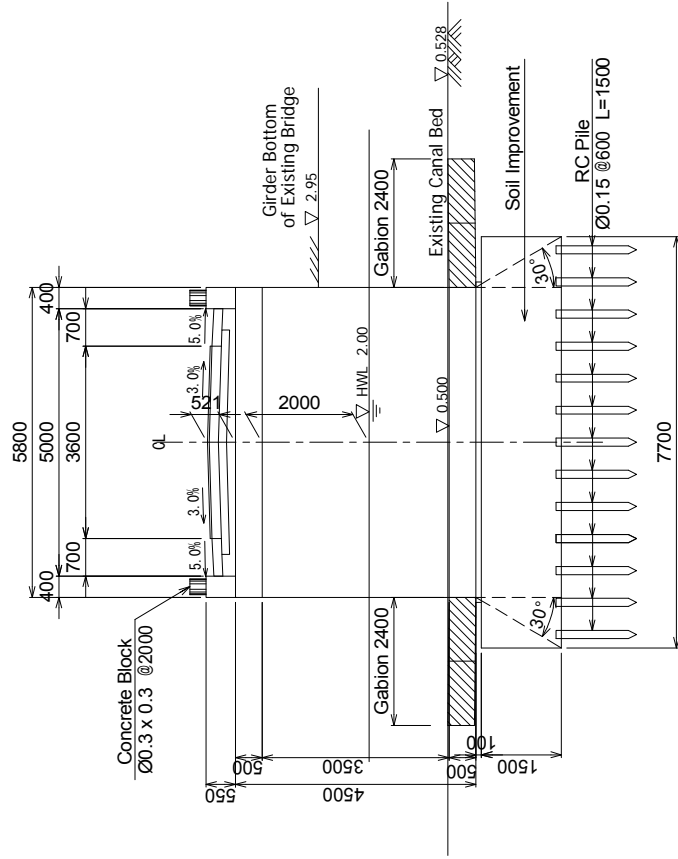 5800
400
5000
400
700
3600
700
Concrete Block
Ø0.3 x 0.3 @2000
5.0%
3.0%
CL
3.0%
5.0%
521
2000
HWL 2.00
Girder Bottom
of Existing Bridge
2.95
550
500
3500
4500
500
100
1500
Gabion 2400
0.500
Gabion 2400
Existing Canal Bed
0.528
Soil Improvement
30°
30°
RC Pile
Ø0.15 @600 L=1500
7700